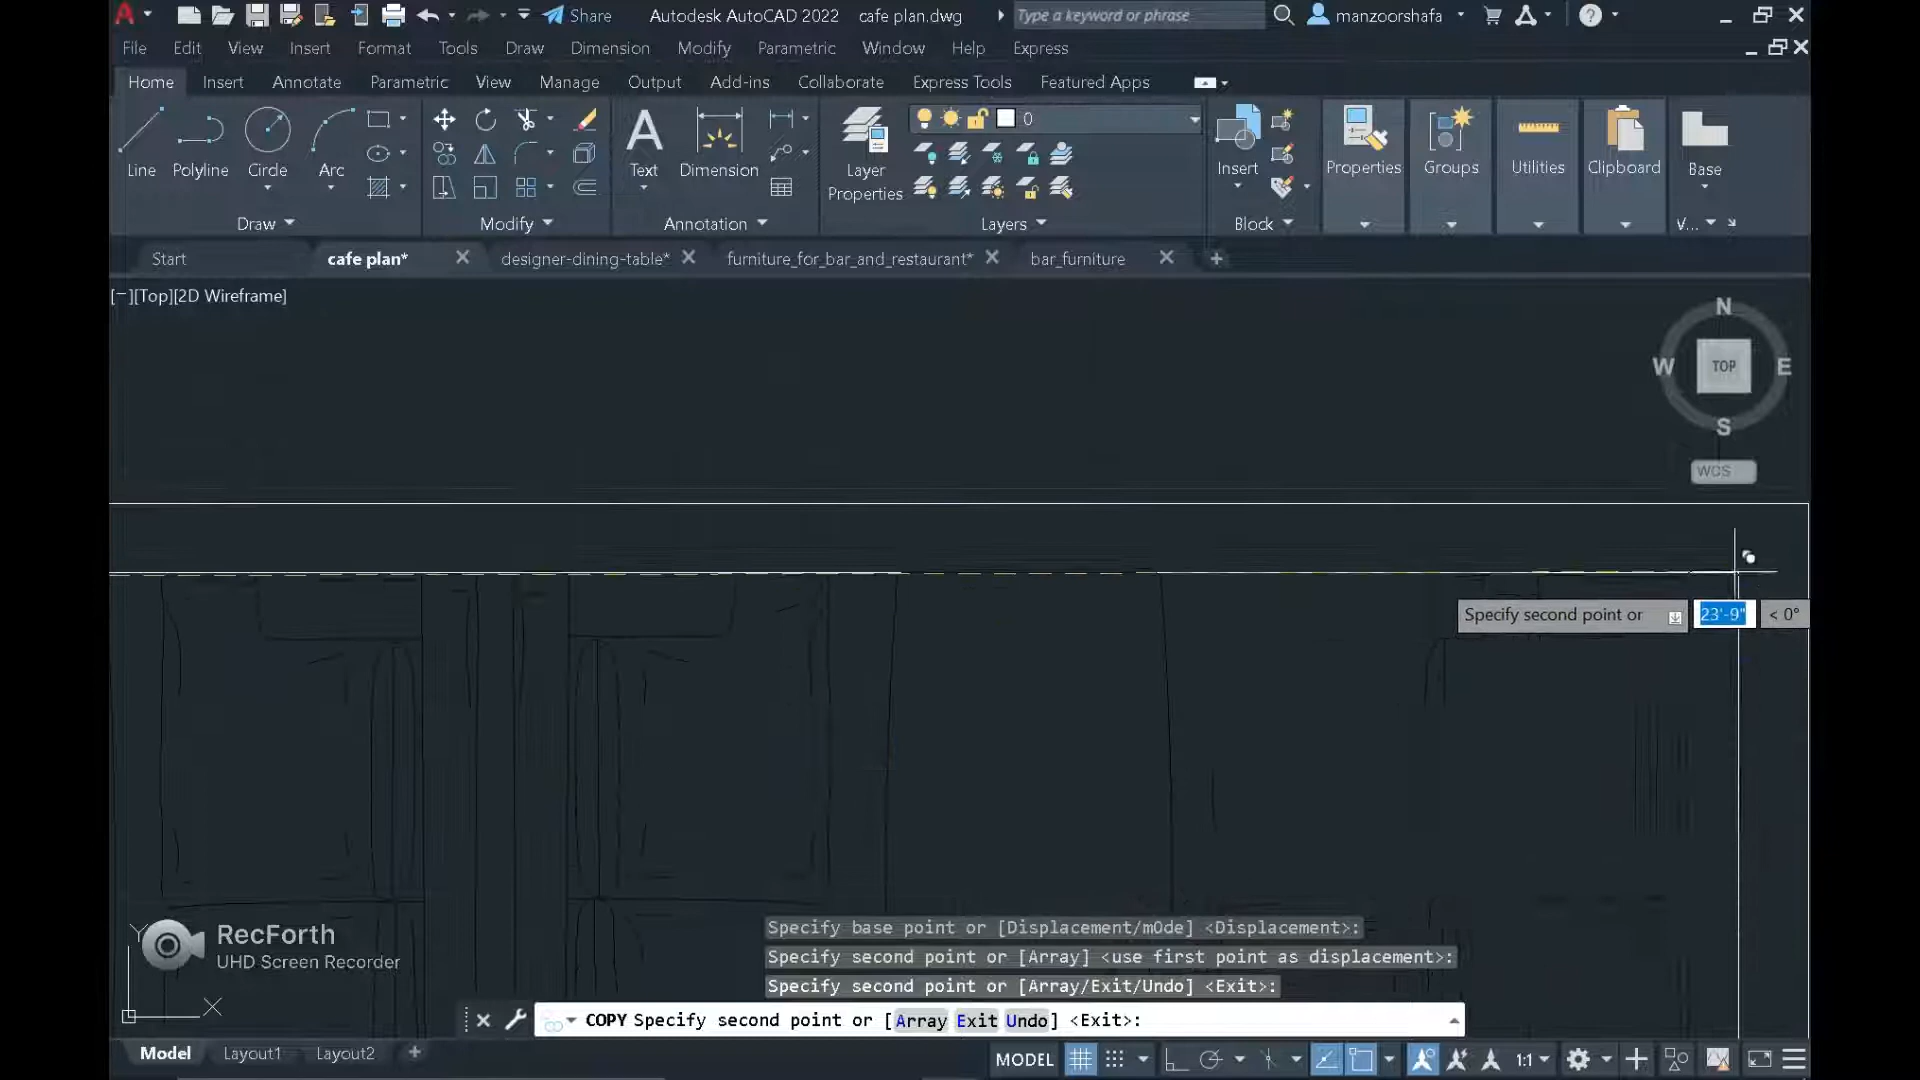 Share Autodesk AutoCAD 2022 cafe plan.dwg Type a keyword or phrase manzoorshafa
File Edit View Insert Format Tools Draw Dimension Modify Parametric Window Help Express
Home Insert Annotate Parametric View Manage Output Add-ins Collaborate Express Tools Featured Apps
0
Line Polyline Circle Arc Text Dimension Layer Properties Insert Properties Groups Utilities Clipboard Base
Draw Modify Annotation Layers Block V...
Start cafe plan* designer-dining-table* furniture_for_bar_and_restaurant* bar_furniture
[−][Top][2D Wireframe]
N
W TOP E
S
WCS
Specify second point or 23'-9" < 0°
Specify base point or [Displacement/mOde] <Displacement>:
Specify second point or [Array] <use first point as displacement>:
Specify second point or [Array/Exit/Undo] <Exit>:
COPY Specify second point or [Array Exit Undo] <Exit>:
RecForth
UHD Screen Recorder
Y
X
Model Layout1 Layout2
MODEL 1:1